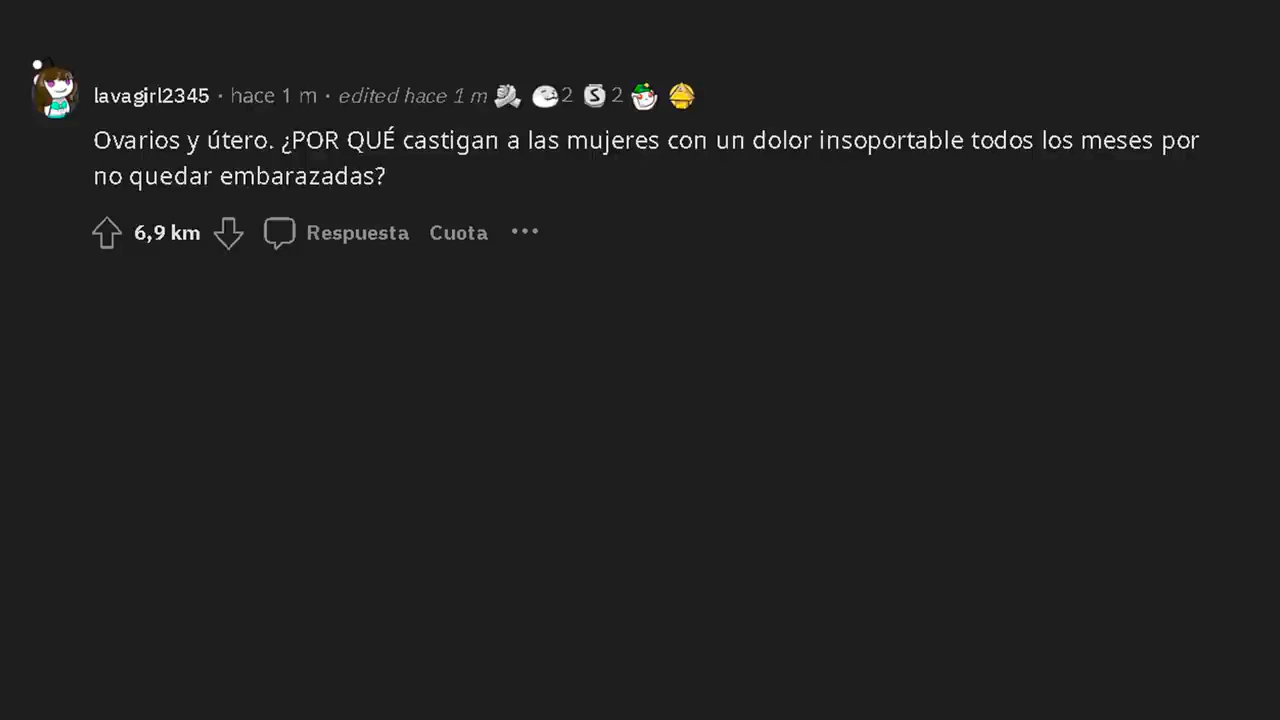 lavagirl2345 · hace 1 m · edited hace 1 m 2 S 2
Ovarios y útero. ¿POR QUÉ castigan a las mujeres con un dolor insoportable todos los meses por
no quedar embarazadas?
6,9 km Respuesta Cuota •••